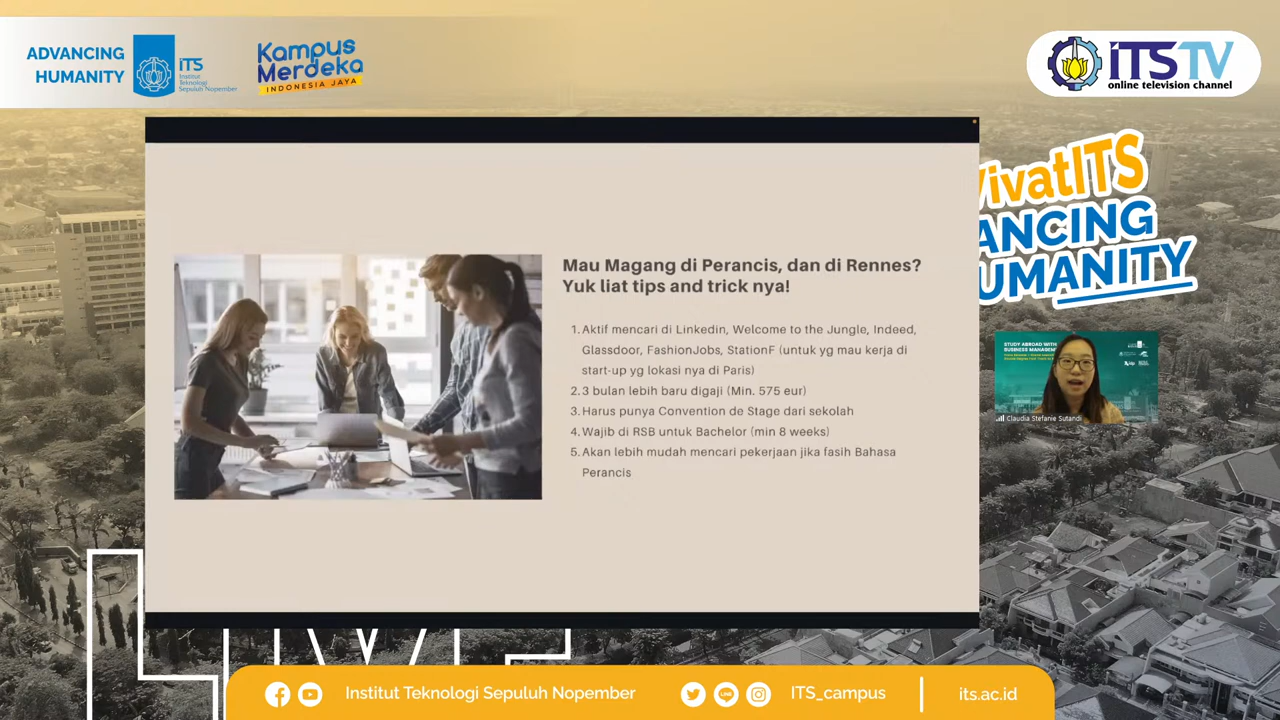 ADVANCING
HUMANITY
iTS
Institut
Teknologi
Sepuluh Nopember
Kampus
Merdeka
INDONESIA JAYA
iTSTV
online television channel
VivatITS
ANCING
UMANITY
Mau Magang di Perancis, dan di Rennes?
Yuk liat tips and trick nya!
1. Aktif mencari di Linkedin, Welcome to the Jungle, Indeed,
Glassdoor, FashionJobs, StationF (untuk yg mau kerja di
start-up yg lokasi nya di Paris)
2. 3 bulan lebih baru digaji (Min. 575 eur)
3. Harus punya Convention de Stage dari sekolah
4. Wajib di RSB untuk Bachelor (min 8 weeks)
5. Akan lebih mudah mencari pekerjaan jika fasih Bahasa
Perancis
STUDY ABROAD WITH
BUSINESS MANAGEM
Claudia Stefanie Sutandi
LIVE
Institut Teknologi Sepuluh Nopember
ITS_campus
its.ac.id